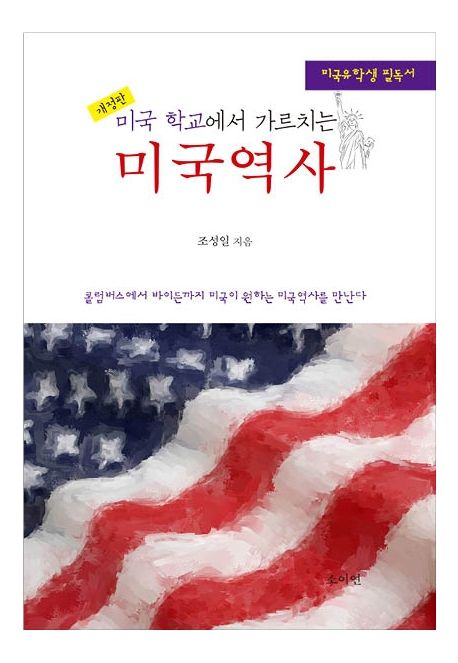 미국유학생 필독서
개정판
미국 학교에서 가르치는
미국역사
조성일 지음
콜럼버스에서 바이든까지 미국이 원하는 미국역사를 만난다
소이연